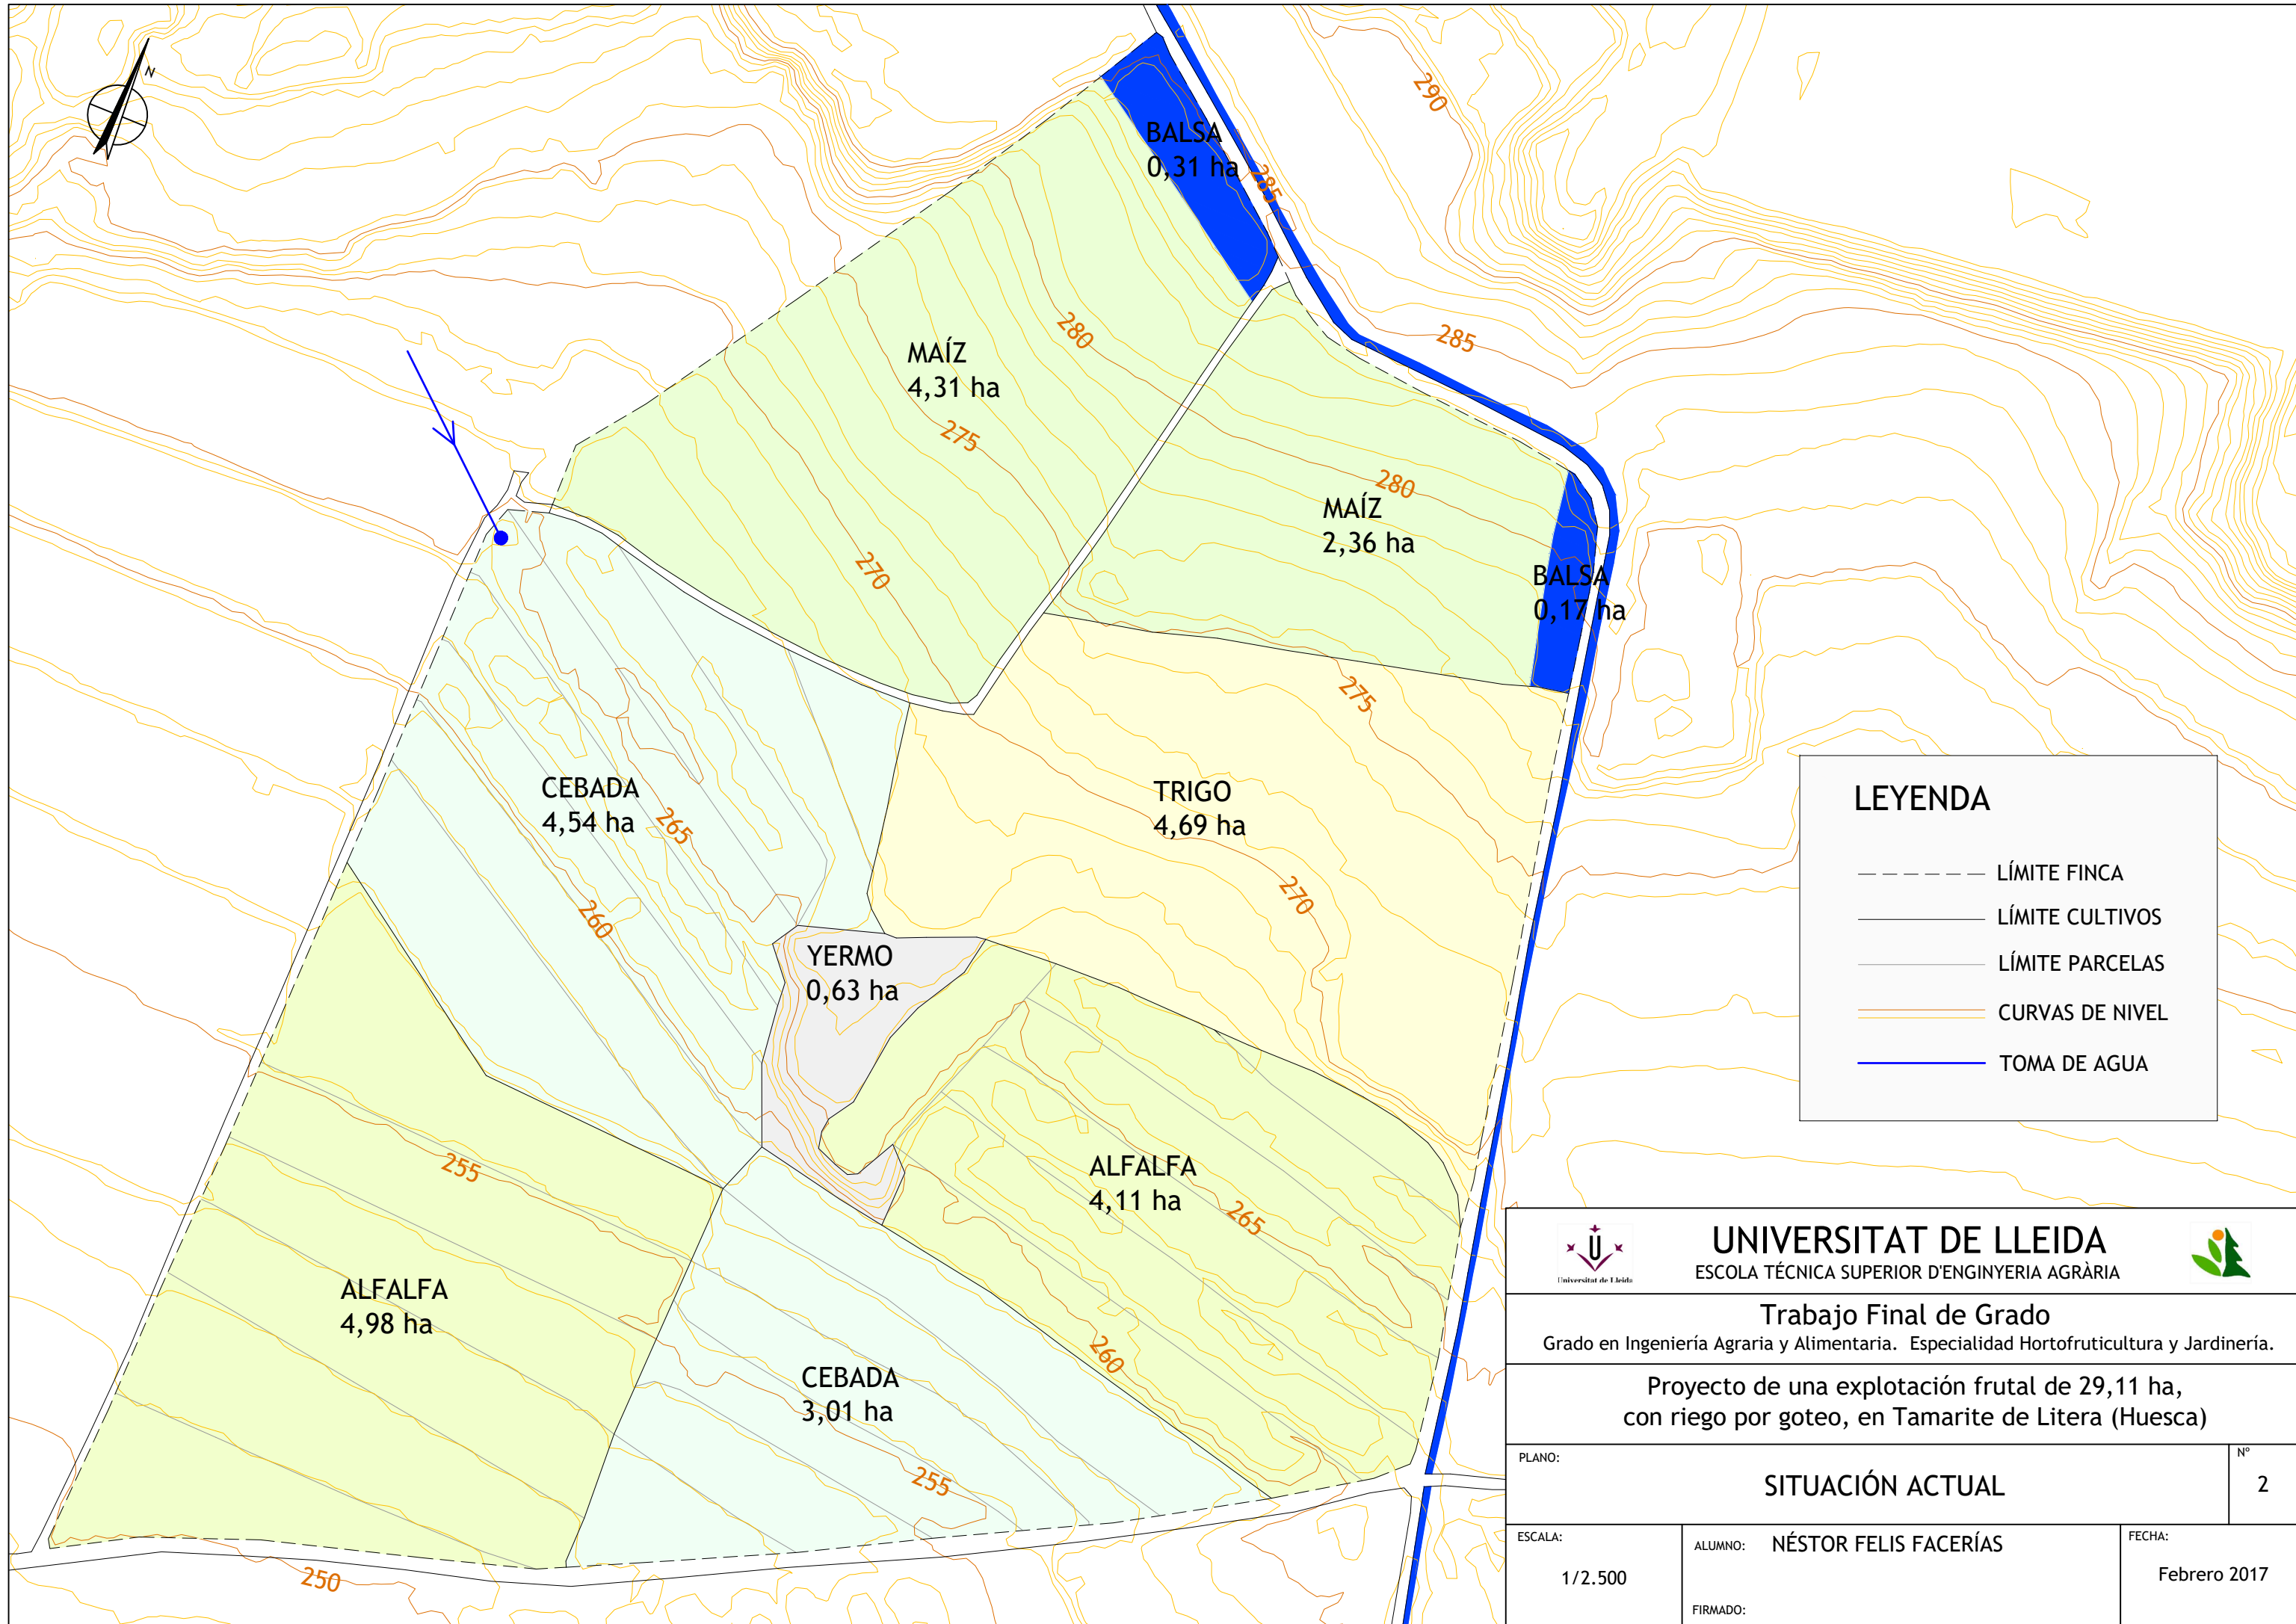 N
290
BALSA
0,31 ha
285
280
285
MAÍZ
4,31 ha
275
280
MAÍZ
2,36 ha
270
BALSA
0,17 ha
275
CEBADA
4,54 ha
265
TRIGO
4,69 ha
260
270
YERMO
0,63 ha
255
ALFALFA
4,11 ha
265
ALFALFA
4,98 ha
260
CEBADA
3,01 ha
255
250
LEYENDA
LÍMITE FINCA
LÍMITE CULTIVOS
LÍMITE PARCELAS
CURVAS DE NIVEL
TOMA DE AGUA
Universitat de Lleida
UNIVERSITAT DE LLEIDA
ESCOLA TÉCNICA SUPERIOR D'ENGINYERIA AGRÀRIA
Trabajo Final de Grado
Grado en Ingeniería Agraria y Alimentaria. Especialidad Hortofruticultura y Jardinería.
Proyecto de una explotación frutal de 29,11 ha,
con riego por goteo, en Tamarite de Litera (Huesca)
PLANO:
SITUACIÓN ACTUAL
Nº
2
ESCALA:
1/2.500
ALUMNO: NÉSTOR FELIS FACERÍAS
FIRMADO:
FECHA:
Febrero 2017